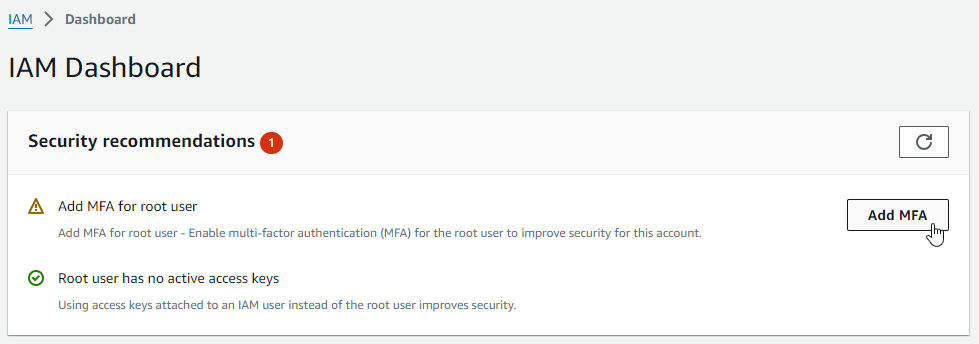 IAM > Dashboard
IAM Dashboard
Security recommendations 1
Add MFA for root user
Add MFA
Add MFA for root user - Enable multi-factor authentication (MFA) for the root user to improve security for this account.
Root user has no active access keys
Using access keys attached to an IAM user instead of the root user improves security.